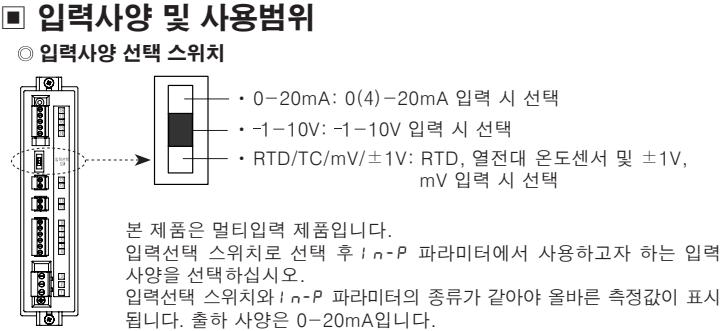 ■ 입력사양 및 사용범위
◎ 입력사양 선택 스위치
• 0-20mA: 0(4)-20mA 입력 시 선택
• -1-10V: -1-10V 입력 시 선택
• RTD/TC/mV/±1V: RTD, 열전대 온도센서 및 ±1V,
mV 입력 시 선택
본 제품은 멀티입력 제품입니다.
입력선택 스위치로 선택 후 In-P 파라미터에서 사용하고자 하는 입력
사양을 선택하십시오.
입력선택 스위치와 In-P 파라미터의 종류가 같아야 올바른 측정값이 표시
됩니다. 출하 사양은 0-20mA입니다.